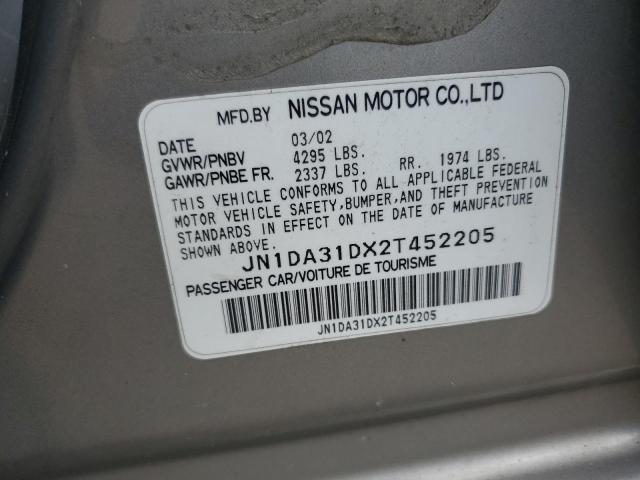 MFD.BY NISSAN MOTOR CO.,LTD
DATE 03/02
GVWR/PNBV 4295 LBS.
GAWR/PNBE FR. 2337 LBS. RR. 1974 LBS.
THIS VEHICLE CONFORMS TO ALL APPLICABLE FEDERAL
MOTOR VEHICLE SAFETY,BUMPER,AND THEFT PREVENTION
STANDARDS IN EFFECT ON THE DATE OF MANUFACTURE
SHOWN ABOVE.
JN1DA31DX2T452205
PASSENGER CAR/VOITURE DE TOURISME
JN1DA31DX2T452205